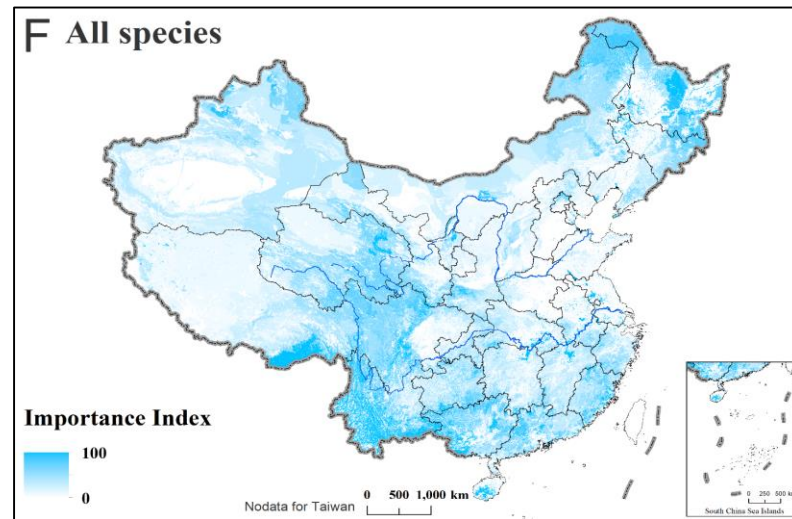 F All species
Importance Index
100
0
Nodata for Taiwan
0 500 1,000 km
0 250 500
km
South China Sea Islands